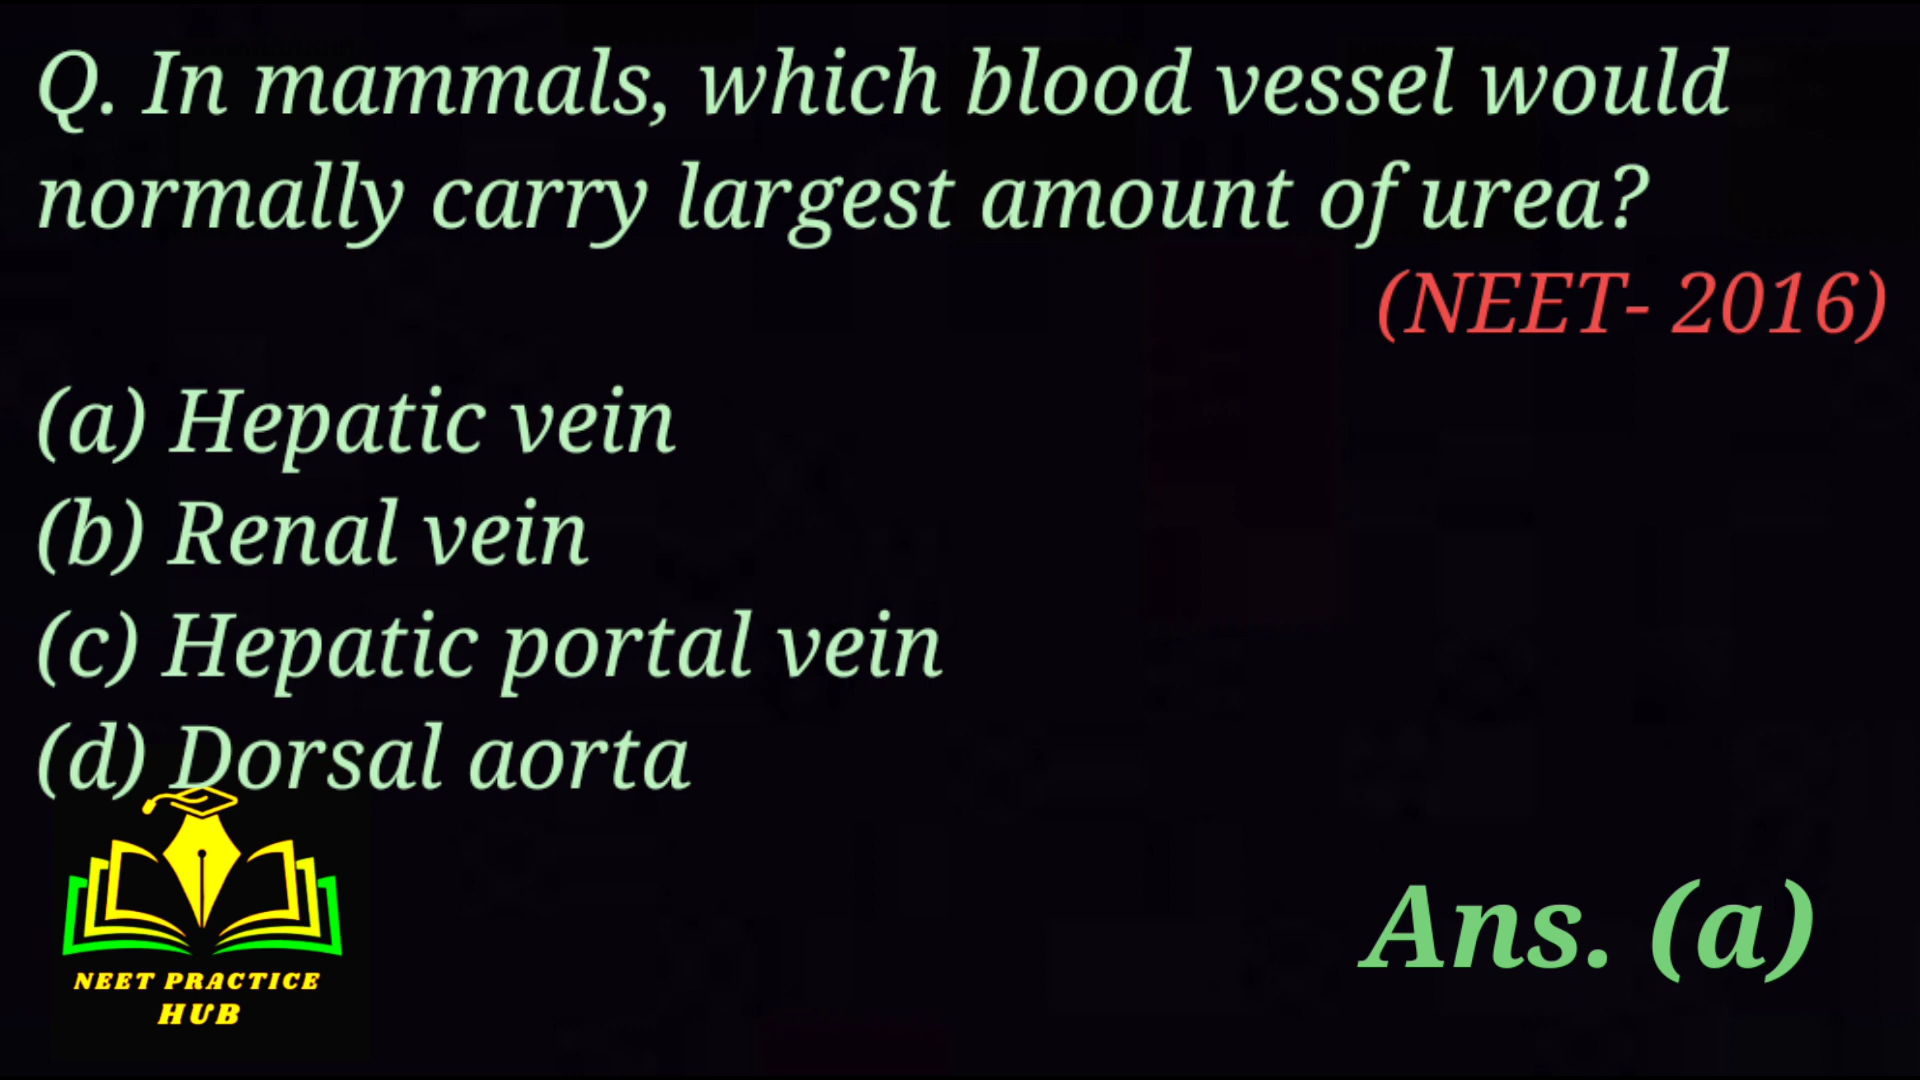 Q. In mammals, which blood vessel would
normally carry largest amount of urea?
(NEET- 2016)
(a) Hepatic vein
(b) Renal vein
(c) Hepatic portal vein
(d) Dorsal aorta
NEET PRACTICE
HUB
Ans. (a)